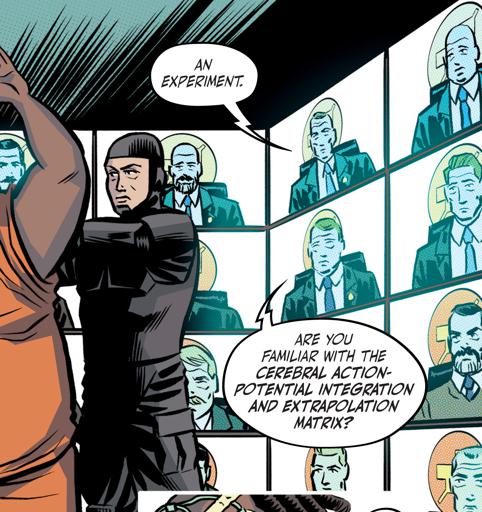 AN
EXPERIMENT.
ARE YOU
FAMILIAR WITH THE
CEREBRAL ACTION-
POTENTIAL INTEGRATION
AND EXTRAPOLATION
MATRIX?